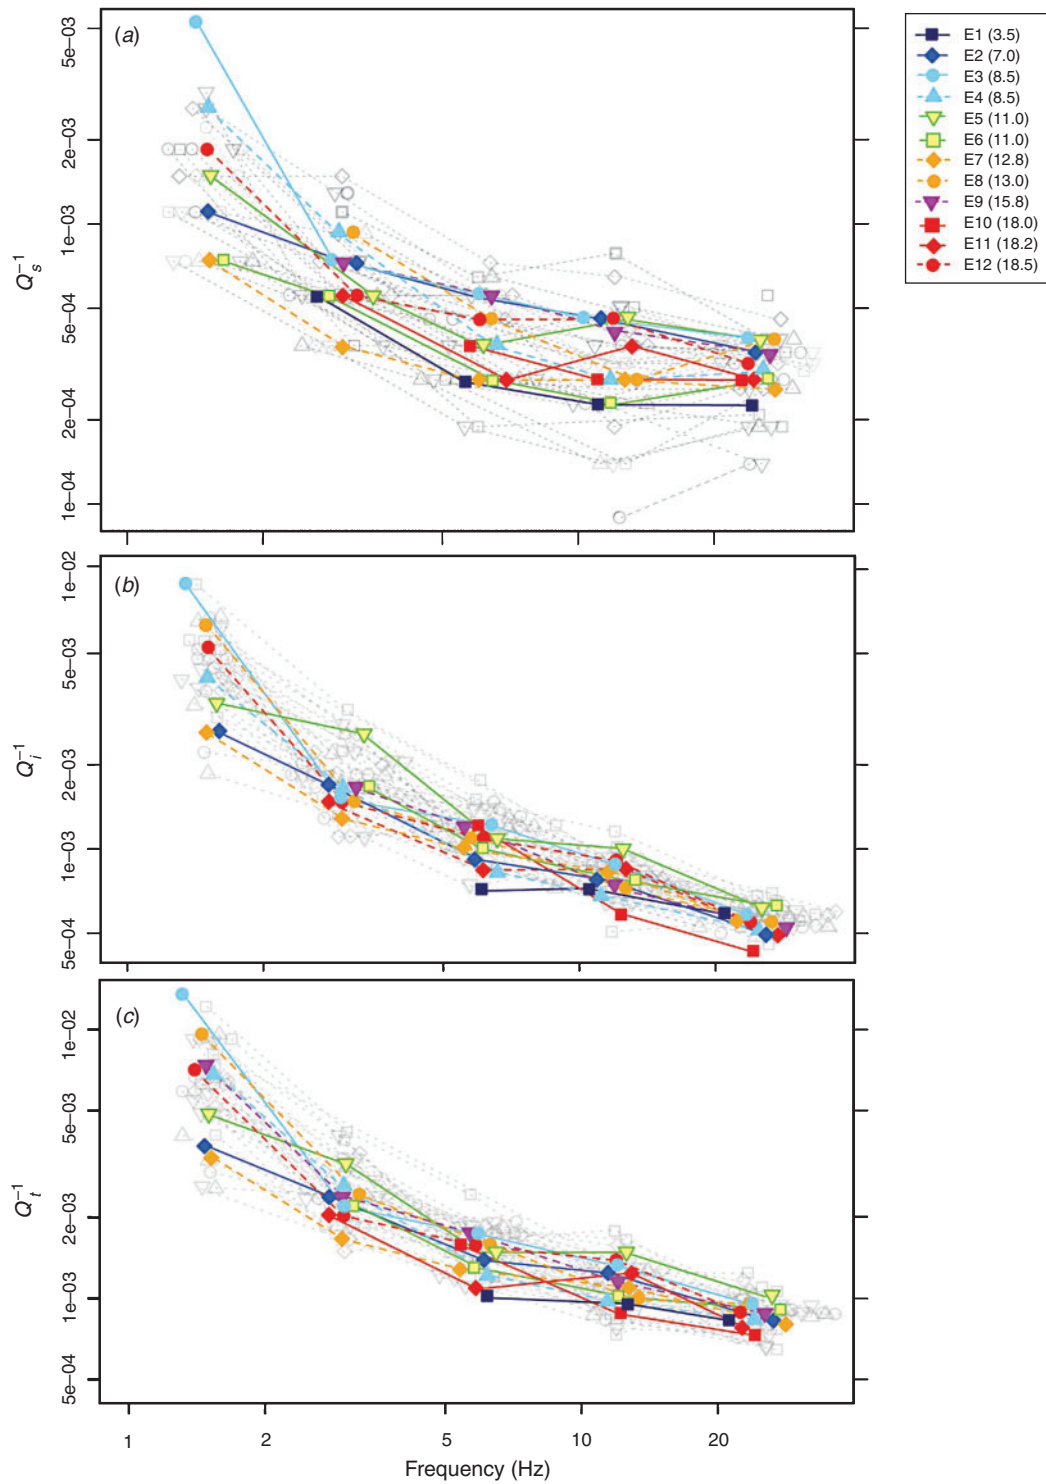 (a)
5e−03
2e−03
1e−03
5e−04
2e−04
1e−04
Qs−1
E1 (3.5)
E2 (7.0)
E3 (8.5)
E4 (8.5)
E5 (11.0)
E6 (11.0)
E7 (12.8)
E8 (13.0)
E9 (15.8)
E10 (18.0)
E11 (18.2)
E12 (18.5)
(b)
1e−02
5e−03
2e−03
1e−03
5e−04
Qi−1
(c)
1e−02
5e−03
2e−03
1e−03
5e−04
Qt−1
1 2 5 10 20
Frequency (Hz)